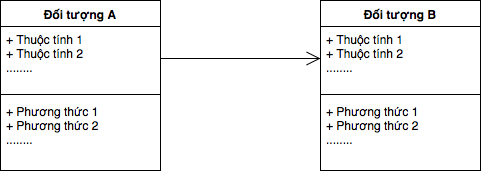 Đối tượng A
+ Thuộc tính 1
+ Thuộc tính 2
........
+ Phương thức 1
+ Phương thức 2
........
Đối tượng B
+ Thuộc tính 1
+ Thuộc tính 2
........
+ Phương thức 1
+ Phương thức 2
........